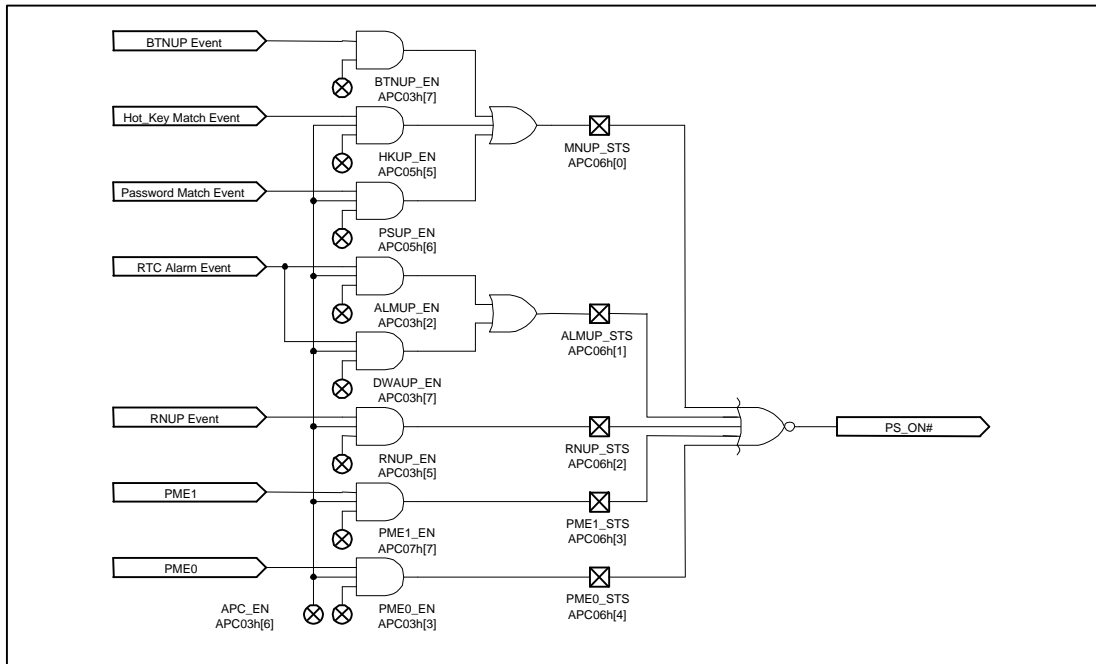 BTNUP Event
BTNUP_EN
APC03h[7]
Hot_Key Match Event
HKUP_EN
APC05h[5]
MNUP_STS
APC06h[0]
Password Match Event
PSUP_EN
APC05h[6]
RTC Alarm Event
ALMUP_EN
APC03h[2]
ALMUP_STS
APC06h[1]
DWAUP_EN
APC03h[7]
RNUP Event
RNUP_EN
APC03h[5]
RNUP_STS
APC06h[2]
PS_ON#
PME1
PME1_EN
APC07h[7]
PME1_STS
APC06h[3]
PME0
APC_EN
APC03h[6]
PME0_EN
APC03h[3]
PME0_STS
APC06h[4]